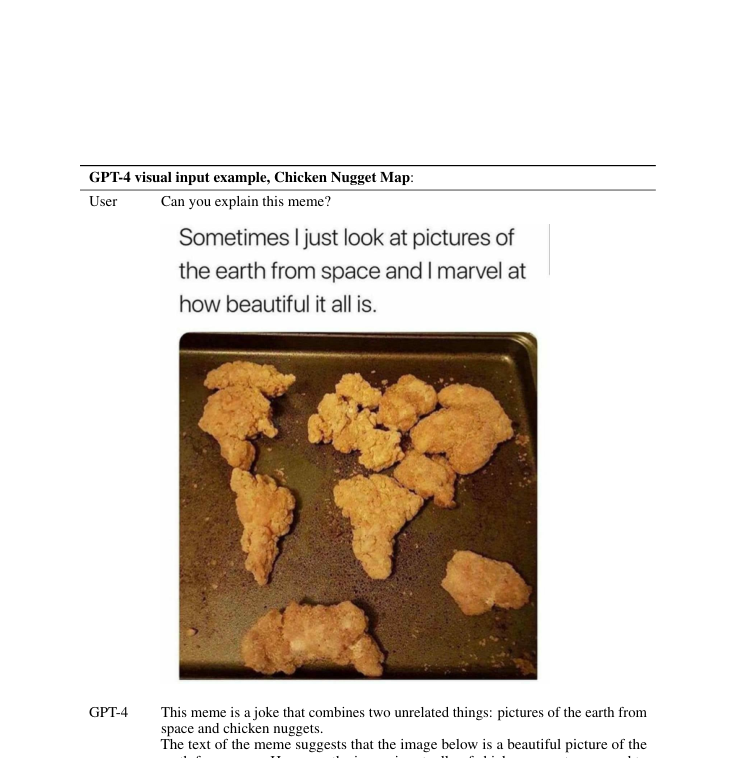 GPT-4 visual input example, Chicken Nugget Map:
User Can you explain this meme?
Sometimes I just look at pictures of
the earth from space and I marvel at
how beautiful it all is.
GPT-4 This meme is a joke that combines two unrelated things: pictures of the earth from
space and chicken nuggets.
The text of the meme suggests that the image below is a beautiful picture of the